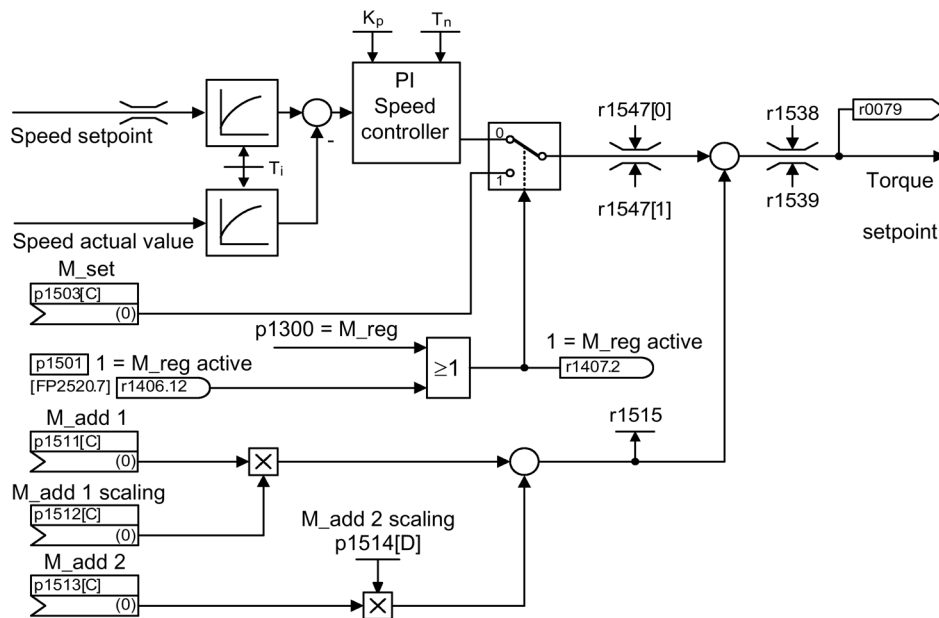 Kp Tn
PI
Speed
controller
Speed setpoint
-
Ti
0
1
r1547[0]
r1547[1]
r1538
r1539
r0079
Torque
setpoint
Speed actual value
M_set
p1503[C]
(0)
p1300 = M_reg
p1501 1 = M_reg active
[FP2520.7] r1406.12
≥1
1 = M_reg active
r1407.2
M_add 1
p1511[C]
(0)
r1515
M_add 1 scaling
p1512[C]
(0)
M_add 2 scaling
p1514[D]
M_add 2
p1513[C]
(0)